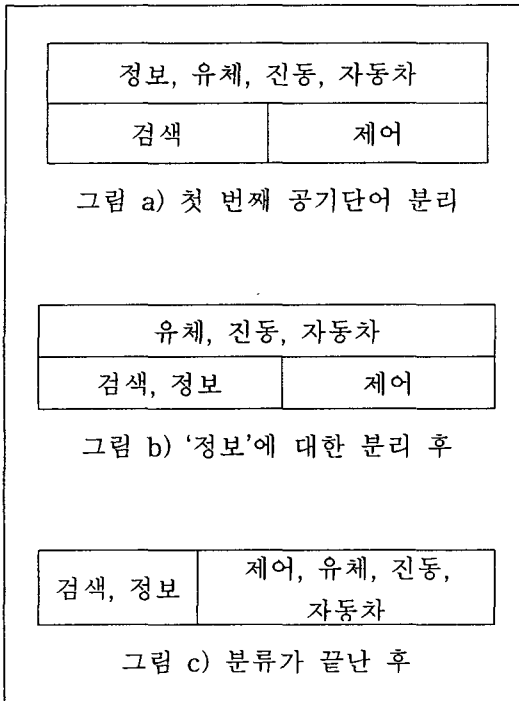 정보, 유체, 진동, 자동차
검색 제어
그림 a) 첫 번째 공기단어 분리
유체, 진동, 자동차
검색, 정보 제어
그림 b) '정보'에 대한 분리 후
검색, 정보 제어, 유체, 진동,
자동차
그림 c) 분류가 끝난 후